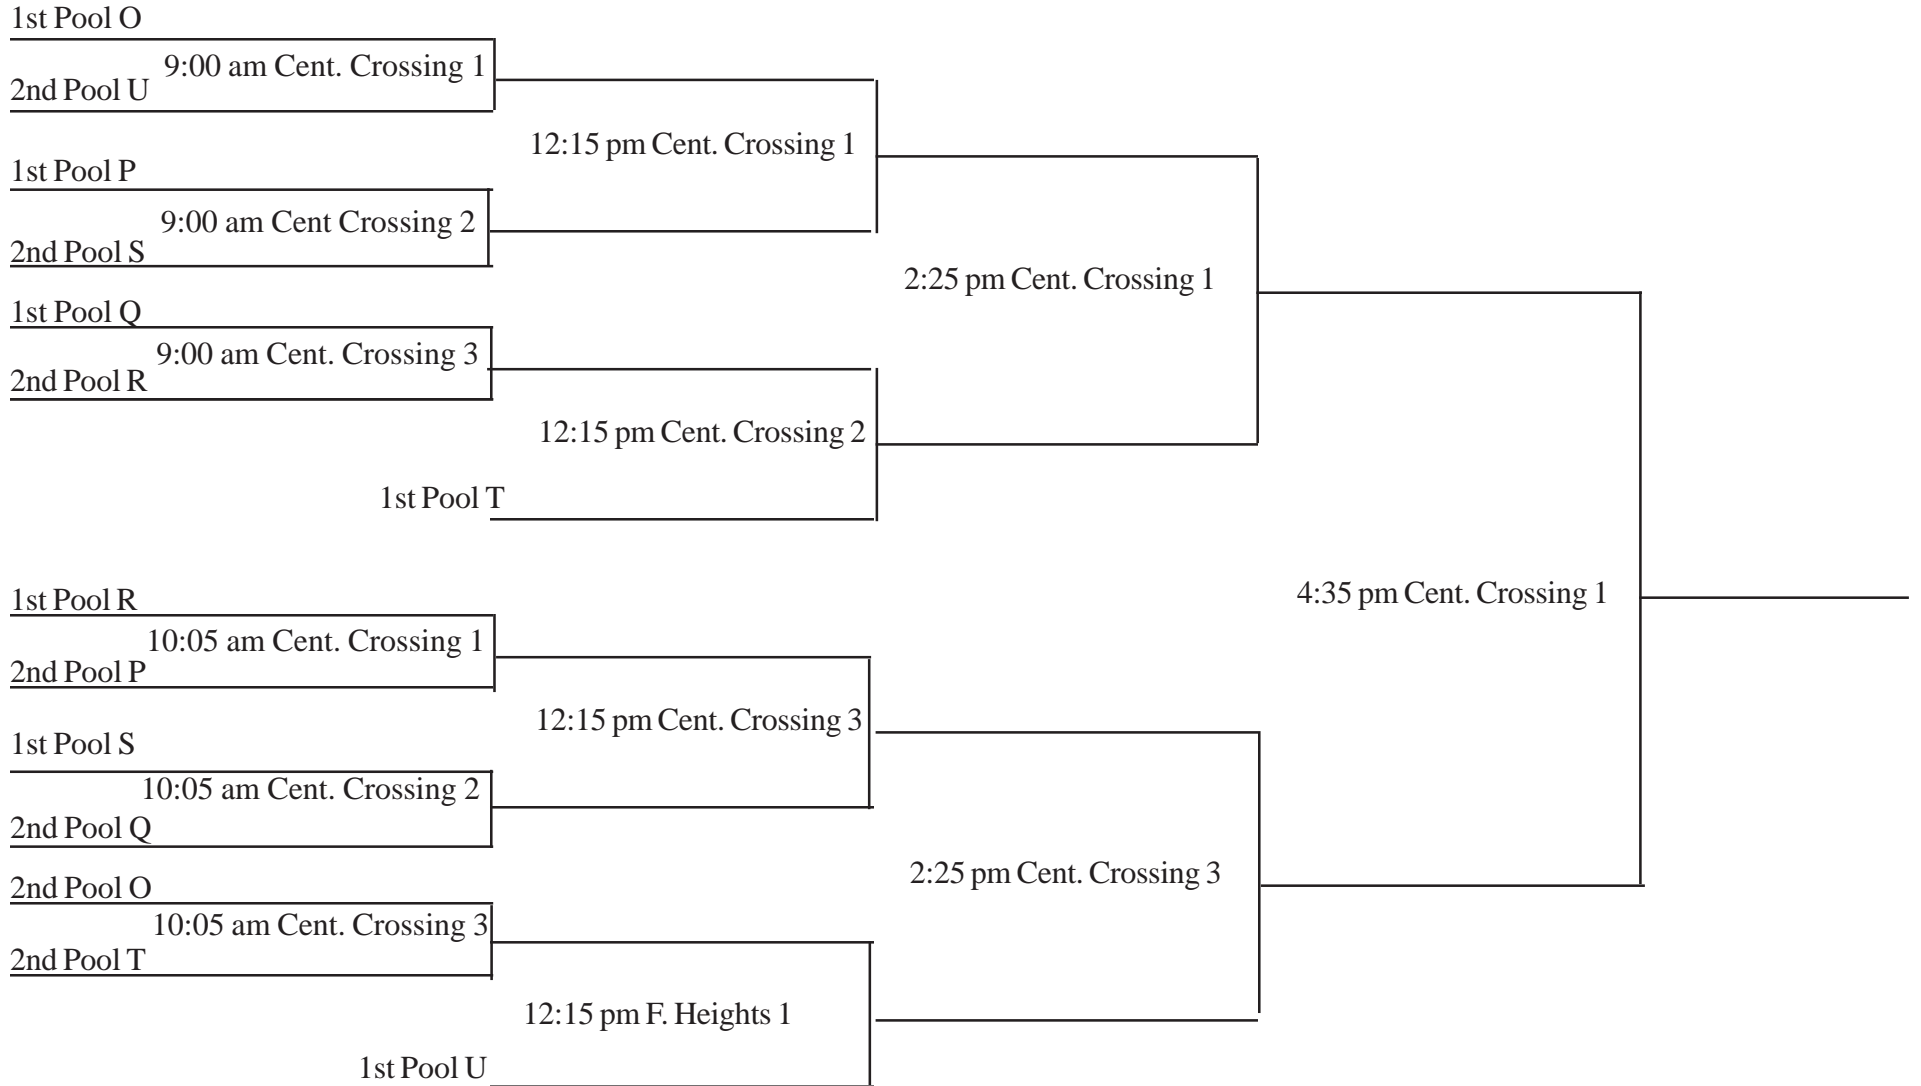 1st Pool O
9:00 am Cent. Crossing 1
2nd Pool U
12:15 pm Cent. Crossing 1
1st Pool P
9:00 am Cent Crossing 2
2nd Pool S
2:25 pm Cent. Crossing 1
1st Pool Q
9:00 am Cent. Crossing 3
2nd Pool R
12:15 pm Cent. Crossing 2
1st Pool T
4:35 pm Cent. Crossing 1
1st Pool R
10:05 am Cent. Crossing 1
2nd Pool P
12:15 pm Cent. Crossing 3
1st Pool S
10:05 am Cent. Crossing 2
2nd Pool Q
2:25 pm Cent. Crossing 3
2nd Pool O
10:05 am Cent. Crossing 3
2nd Pool T
12:15 pm F. Heights 1
1st Pool U